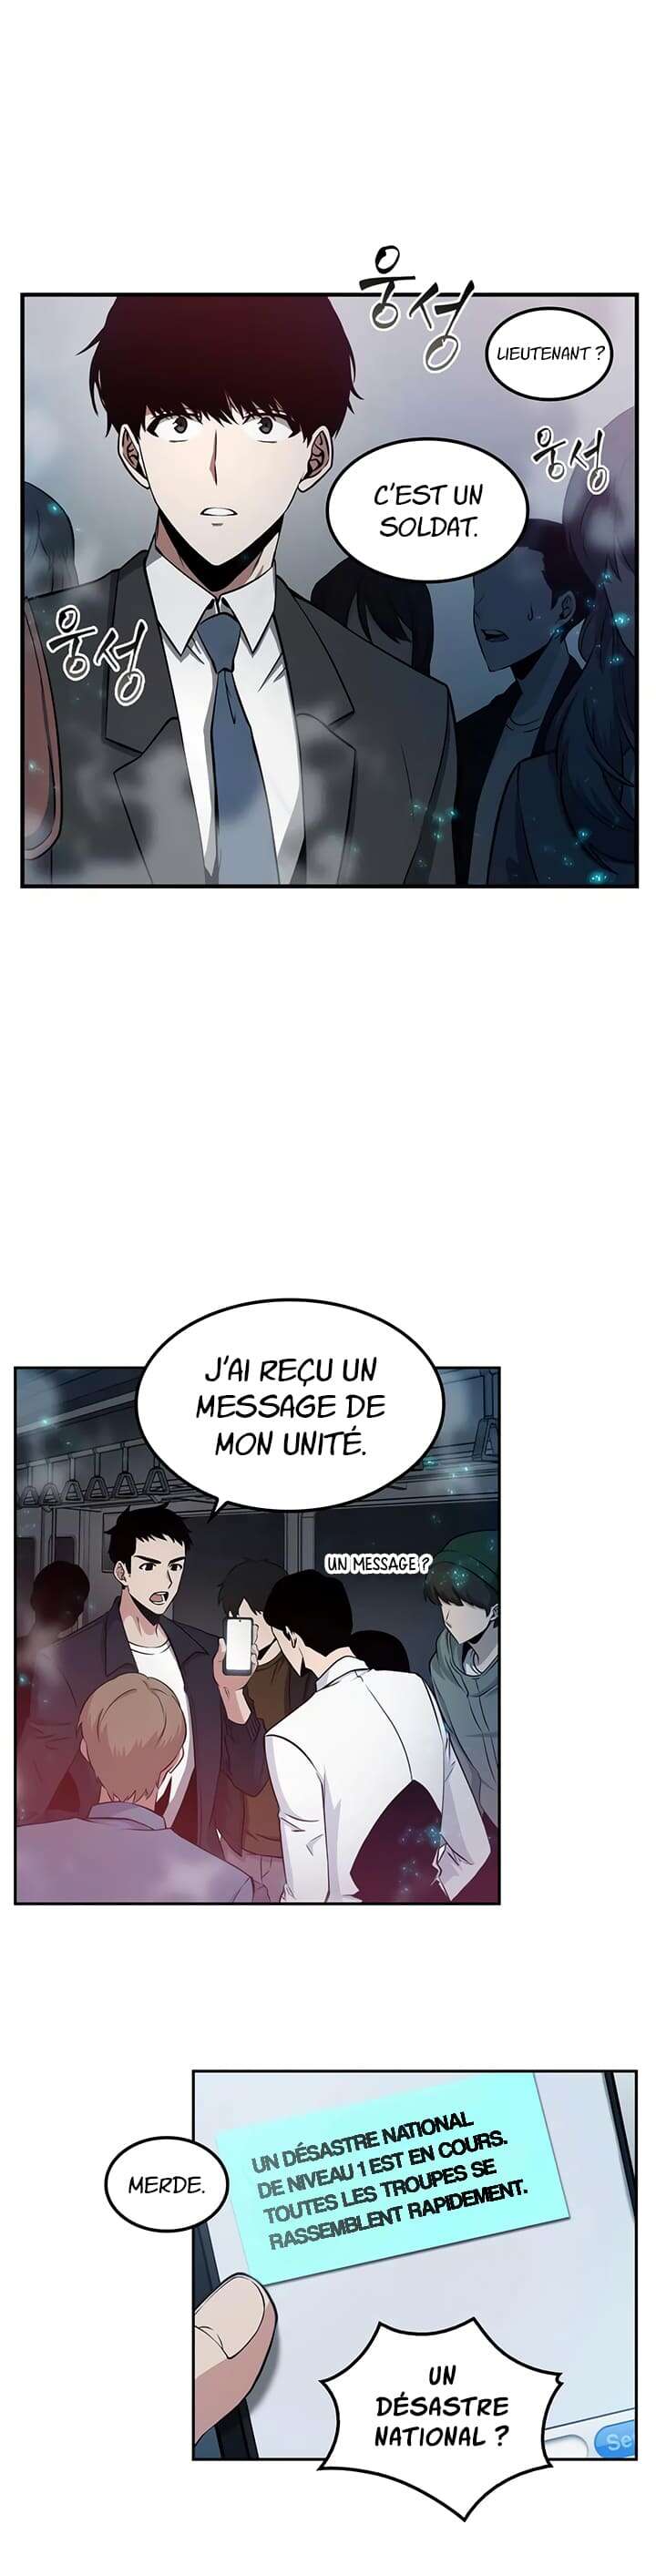 웅성
LIEUTENANT ?
C'EST UN
SOLDAT.
웅성
웅성
J'AI REÇU UN
MESSAGE DE
MON UNITÉ.
UN MESSAGE ?
UN DÉSASTRE NATIONAL
DE NIVEAU 1 EST EN COURS.
TOUTES LES TROUPES SE
RASSEMBLENT RAPIDEMENT.
MERDE.
UN
DÉSASTRE
NATIONAL ?
Se